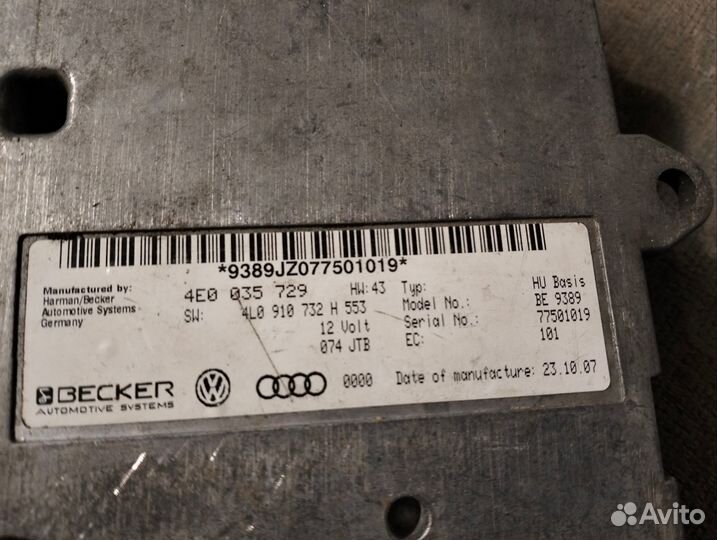 *9389JZ077501019*
Manufactured by:
Harman/Becker
Automotive Systems
Germany
4E0 035 729 HW:43
SW: 4L0 910 732 H 553
12 Volt
074 JTB
Typ: HU Basis
Model No.: BE 9389
Serial No.: 77501019
EC: 101
BECKER
AUTOMOTIVE SYSTEMS
0000 Date of manufacture: 23.10.07
Avito